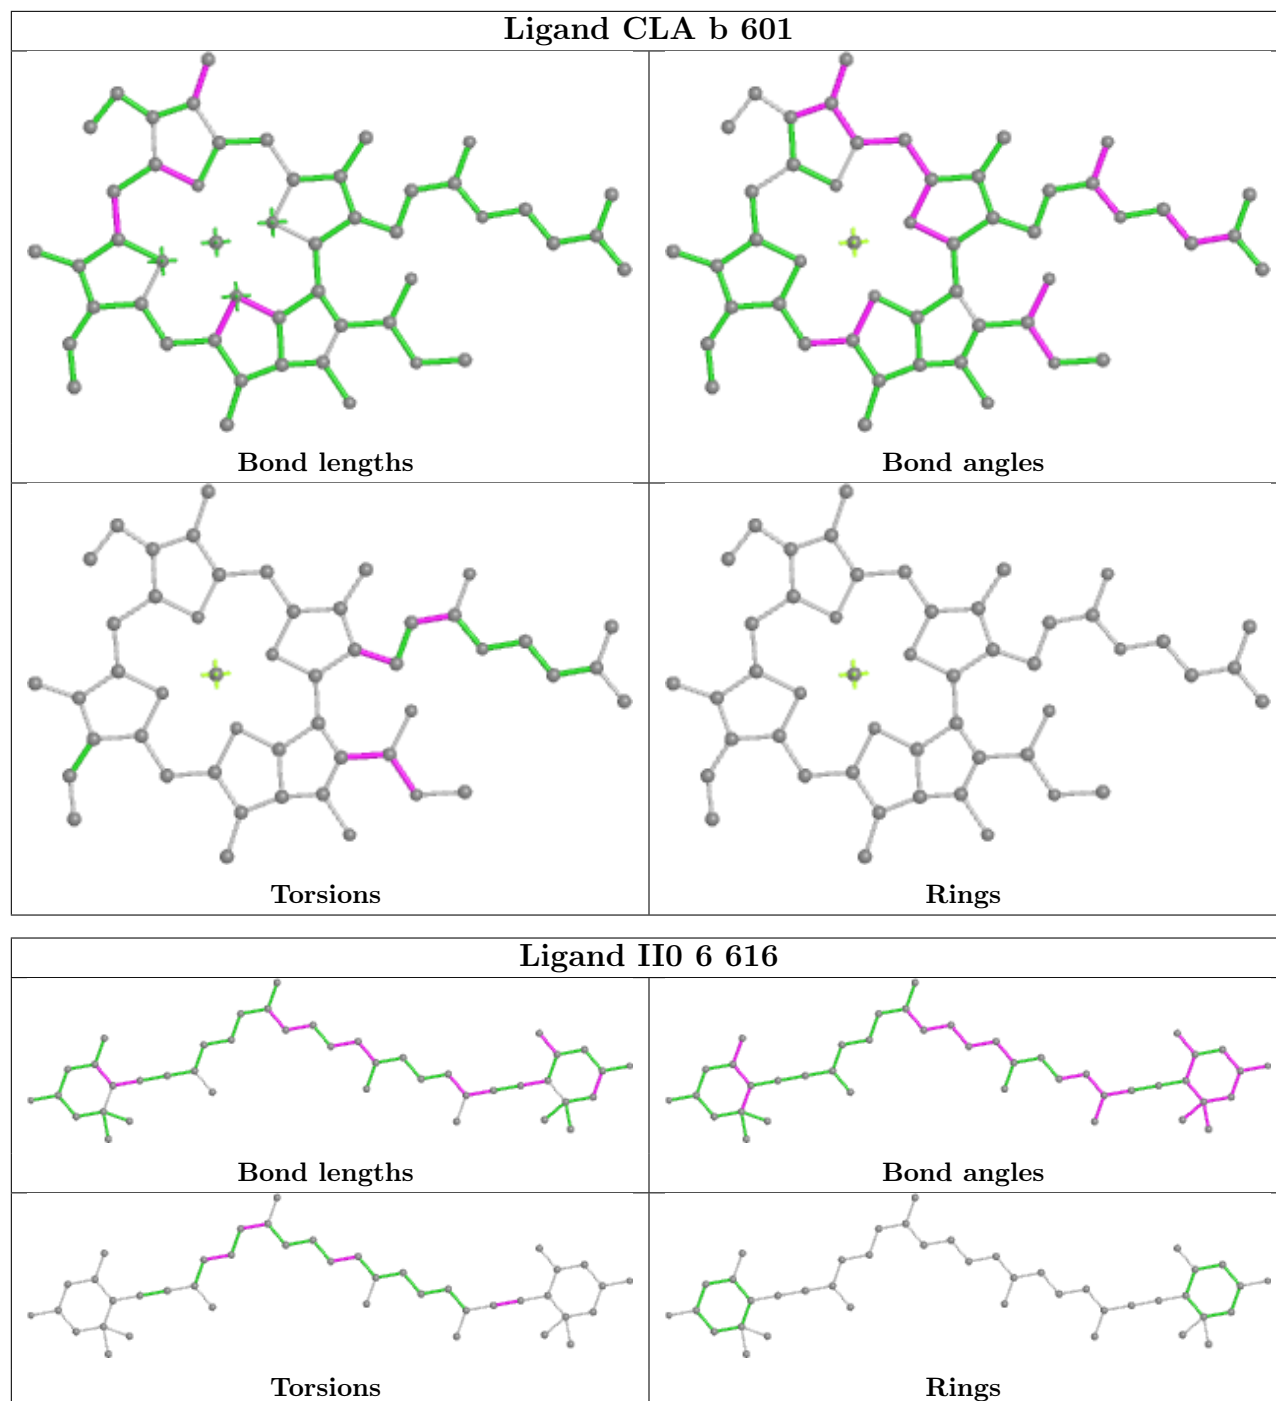 Ligand CLA b 601
Bond lengths
Bond angles
Torsions
Rings
Ligand II0 6 616
Bond lengths
Bond angles
Torsions
Rings